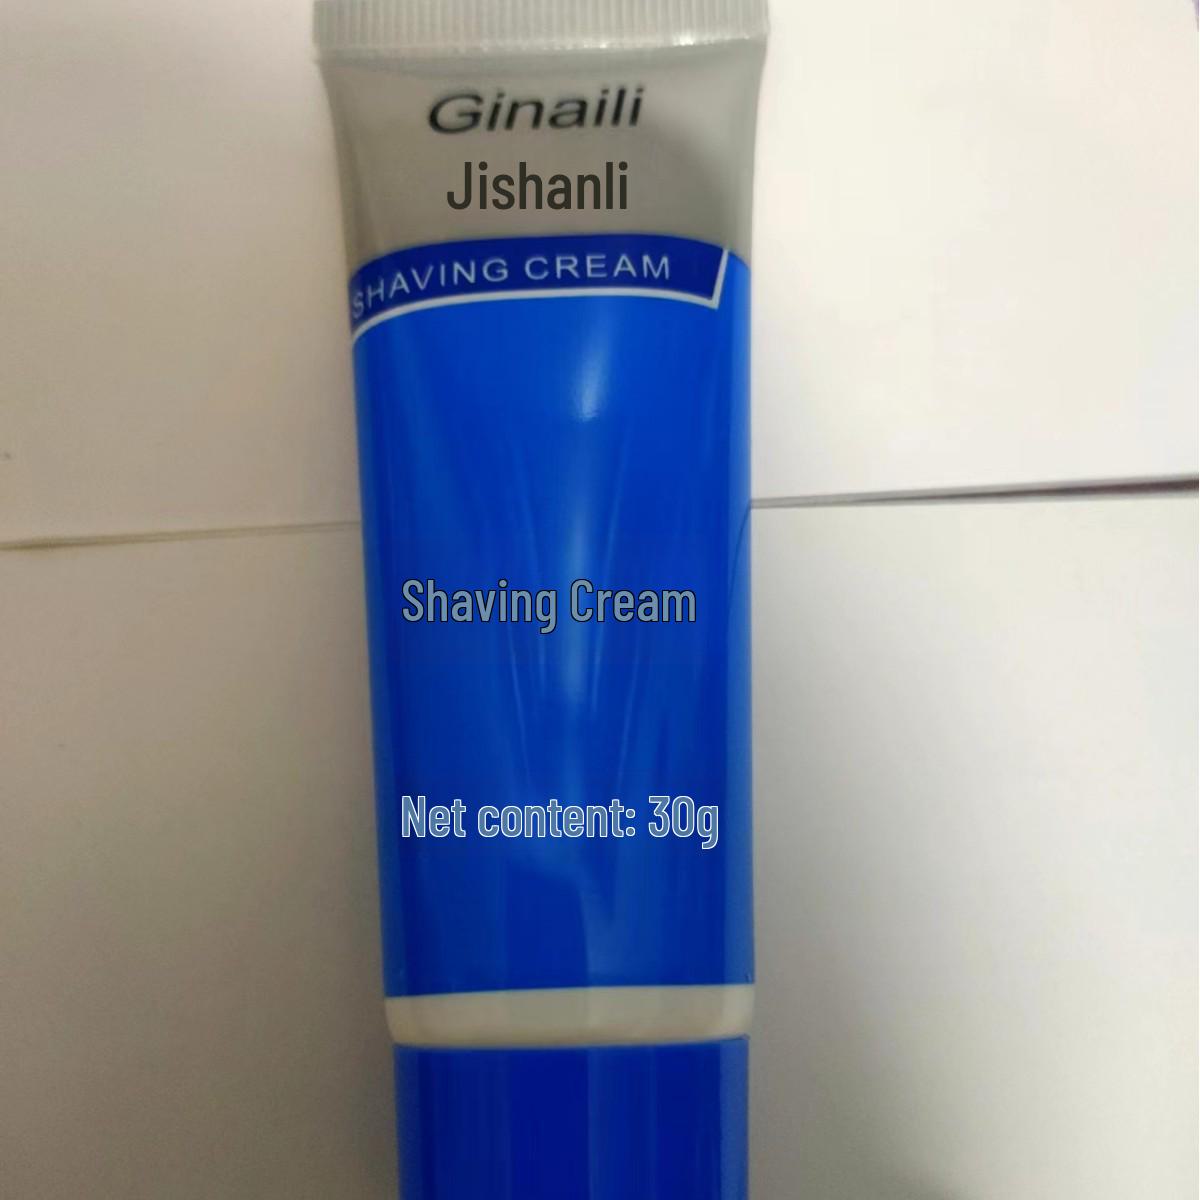 Ginaili
Jishanli
SHAVING CREAM
Shaving Cream
Net content: 30g